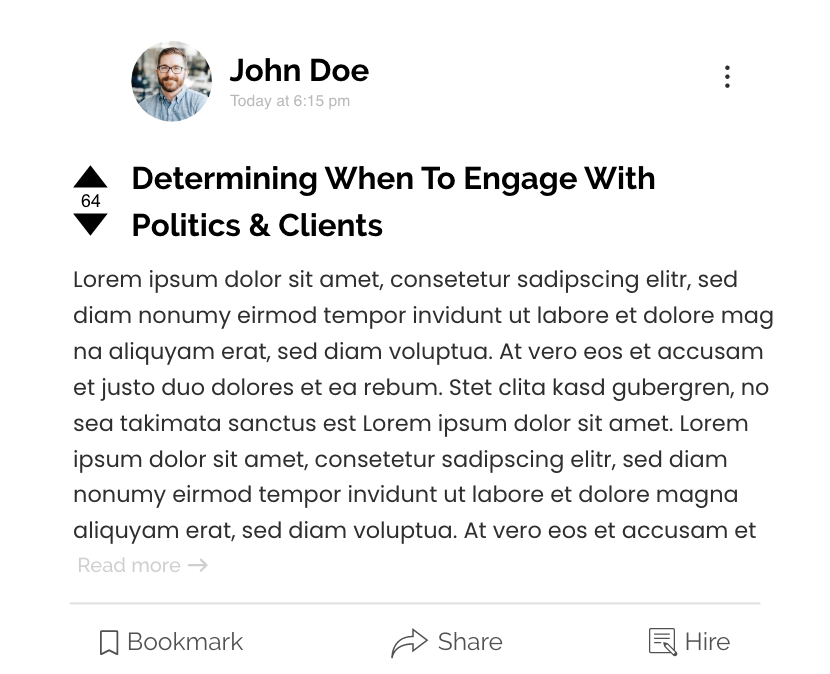 John Doe
Today at 6:15 pm
Determining When To Engage With
64
Politics & Clients
Lorem ipsum dolor sit amet, consetetur sadipscing elitr, sed
diam nonumy eirmod tempor invidunt ut labore et dolore mag
na aliquyam erat, sed diam voluptua. At vero eos et accusam
et justo duo dolores et ea rebum. Stet clita kasd gubergren, no
sea takimata sanctus est Lorem ipsum dolor sit amet. Lorem
ipsum dolor sit amet, consetetur sadipscing elitr, sed diam
nonumy eirmod tempor invidunt ut labore et dolore magna
aliquyam erat, sed diam voluptua. At vero eos et accusam et
Read more →
Bookmark
Share
Hire